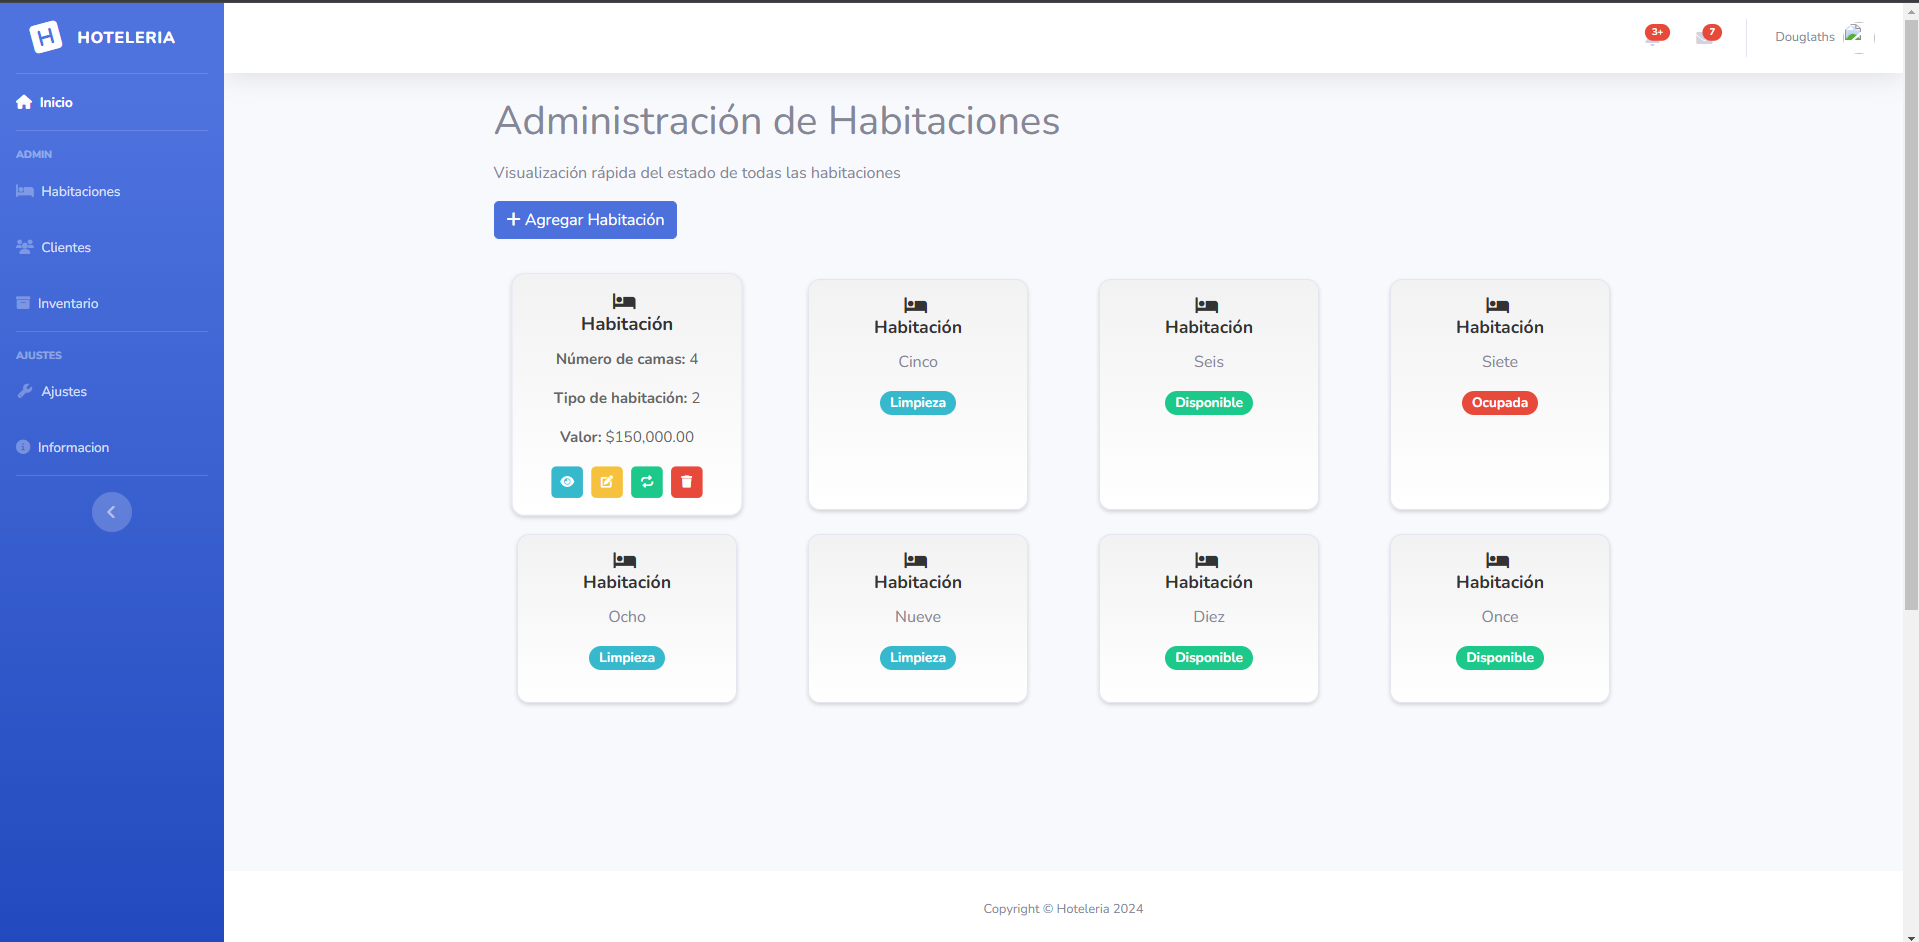 HOTELERIA
Inicio
ADMIN
Habitaciones
Clientes
Inventario
AJUSTES
Ajustes
Informacion
3+
7
Douglaths
Administración de Habitaciones
Visualización rápida del estado de todas las habitaciones
Agregar Habitación
Habitación
Número de camas: 4
Tipo de habitación: 2
Valor: $150,000.00
Habitación
Cinco
Limpieza
Habitación
Seis
Disponible
Habitación
Siete
Ocupada
Habitación
Ocho
Limpieza
Habitación
Nueve
Limpieza
Habitación
Diez
Disponible
Habitación
Once
Disponible
Copyright © Hoteleria 2024